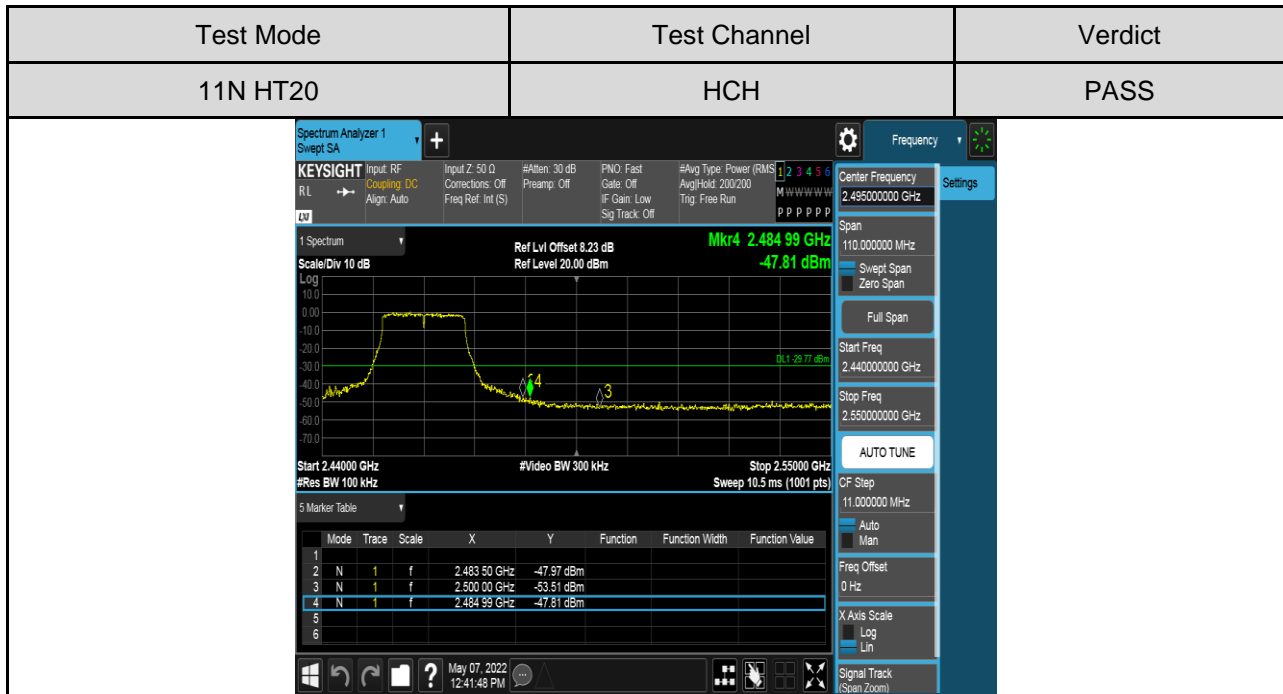 Test Mode Test Channel Verdict
11N HT20 HCH PASS
Spectrum Analyzer 1
Swept SA
+
Frequency
KEYSIGHT
RL
LXI
Input: RF
Coupling: DC
Align: Auto
Input Z: 50 Ω
Corrections: Off
Freq Ref: Int (S)
#Atten: 30 dB
Preamp: Off
PNO: Fast
Gate: Off
IF Gain: Low
Sig Track: Off
#Avg Type: Power (RMS
Avg|Hold: 200/200
Trig: Free Run
1 2 3 4 5 6
M W W W W W
P P P P P P
Center Frequency
2.495000000 GHz
Settings
Span
110.000000 MHz
Swept Span
Zero Span
Full Span
Start Freq
2.440000000 GHz
Stop Freq
2.550000000 GHz
AUTO TUNE
CF Step
11.000000 MHz
Auto
Man
Freq Offset
0 Hz
X Axis Scale
Log
Lin
Signal Track
(Span Zoom)
1 Spectrum
Scale/Div 10 dB
Ref Lvl Offset 8.23 dB
Ref Level 20.00 dBm
Mkr4 2.484 99 GHz
-47.81 dBm
Log
10.0
0.00
-10.0
-20.0
-30.0
-40.0
-50.0
-60.0
-70.0
DL1 -29.77 dBm
4
3
Start 2.44000 GHz
#Res BW 100 kHz
#Video BW 300 kHz
Stop 2.55000 GHz
Sweep 10.5 ms (1001 pts)
5 Marker Table
Mode Trace Scale X Y Function Function Width Function Value
1
2 N 1 f 2.483 50 GHz -47.97 dBm
3 N 1 f 2.500 00 GHz -53.51 dBm
4 N 1 f 2.484 99 GHz -47.81 dBm
5
6
?
May 07, 2022
12:41:48 PM